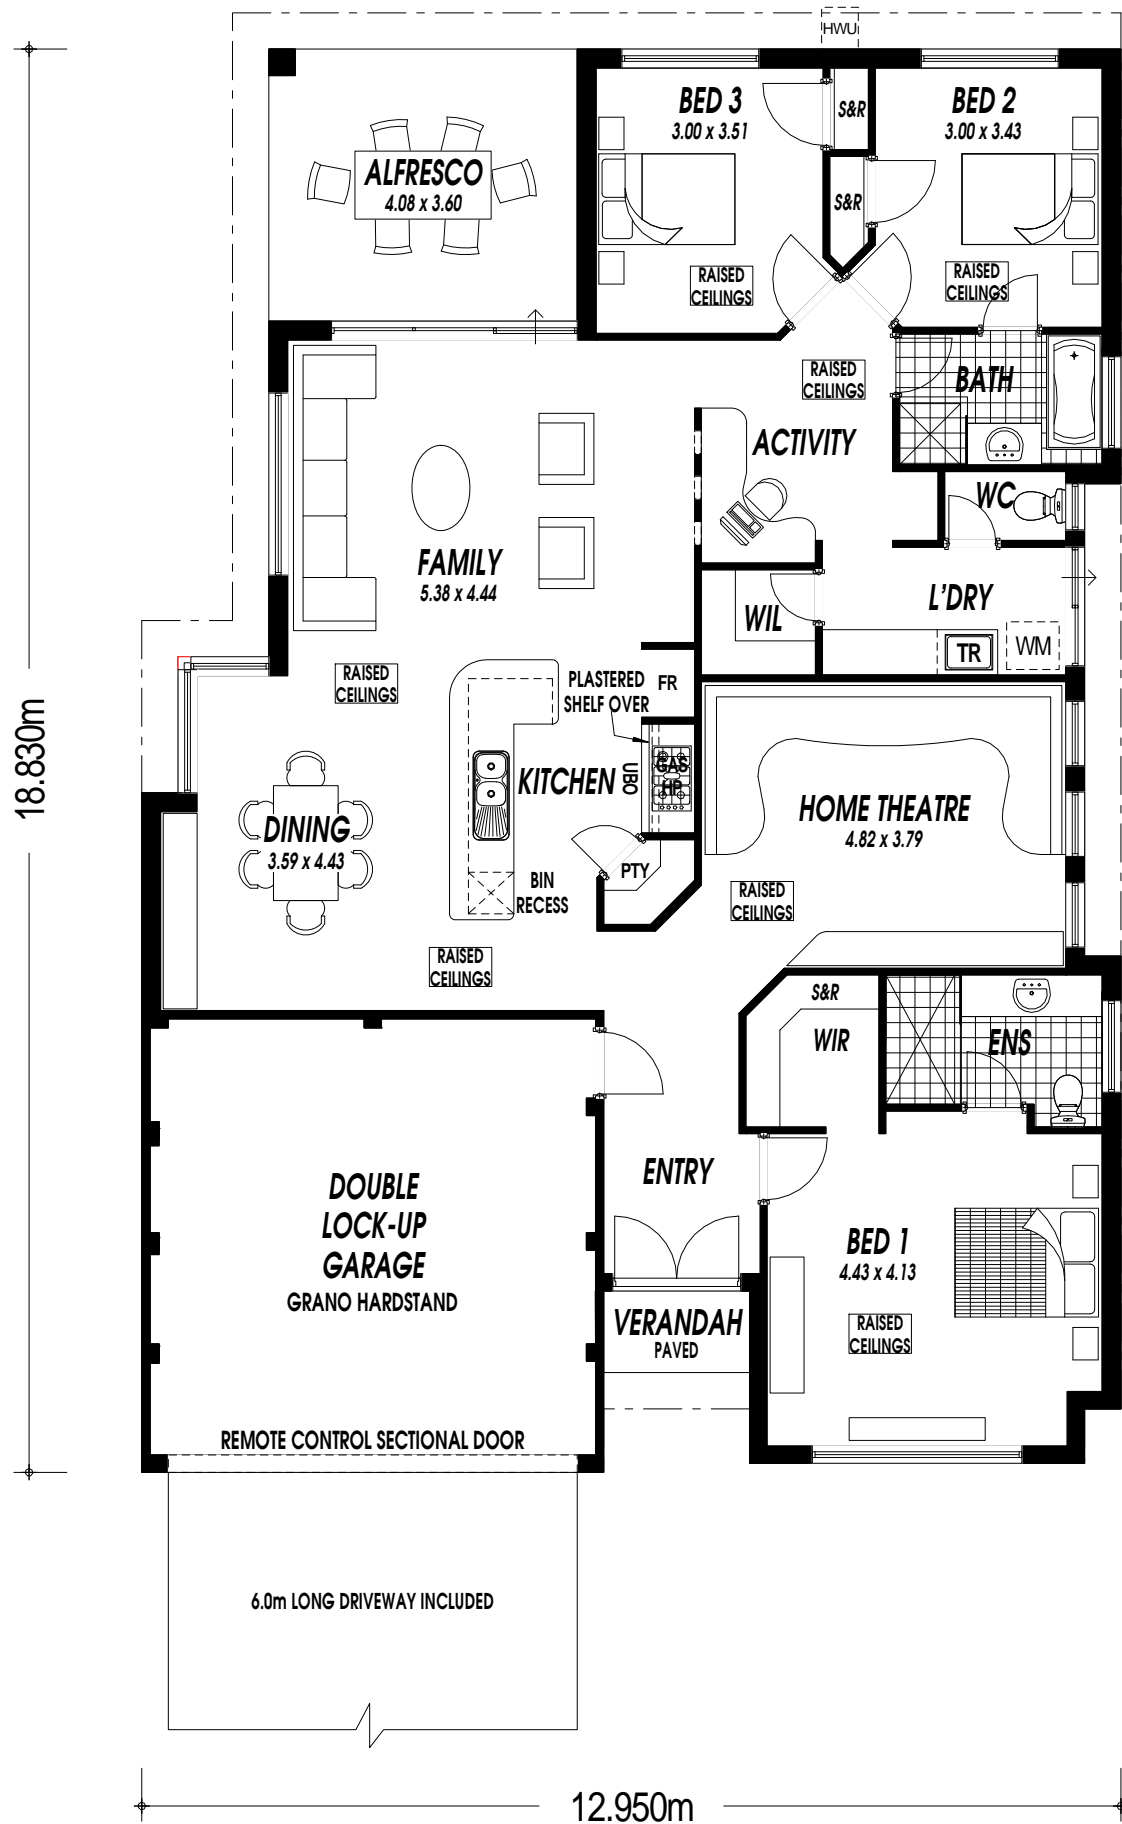 HWU
BED 3
3.00 x 3.51
S&R
BED 2
3.00 x 3.43
ALFRESCO
4.08 x 3.60
S&R
RAISED
CEILINGS
RAISED
CEILINGS
RAISED
CEILINGS
BATH
ACTIVITY
WC
FAMILY
5.38 x 4.44
L'DRY
WIL
TR
WM
RAISED
CEILINGS
PLASTERED
SHELF OVER
FR
18.830m
KITCHEN
UBO
GAS
HP
HOME THEATRE
4.82 x 3.79
DINING
3.59 x 4.43
PTY
BIN
RECESS
RAISED
CEILINGS
RAISED
CEILINGS
S&R
WIR
ENS
ENTRY
DOUBLE
LOCK-UP
GARAGE
GRANO HARDSTAND
BED 1
4.43 x 4.13
VERANDAH
PAVED
RAISED
CEILINGS
REMOTE CONTROL SECTIONAL DOOR
6.0m LONG DRIVEWAY INCLUDED
12.950m